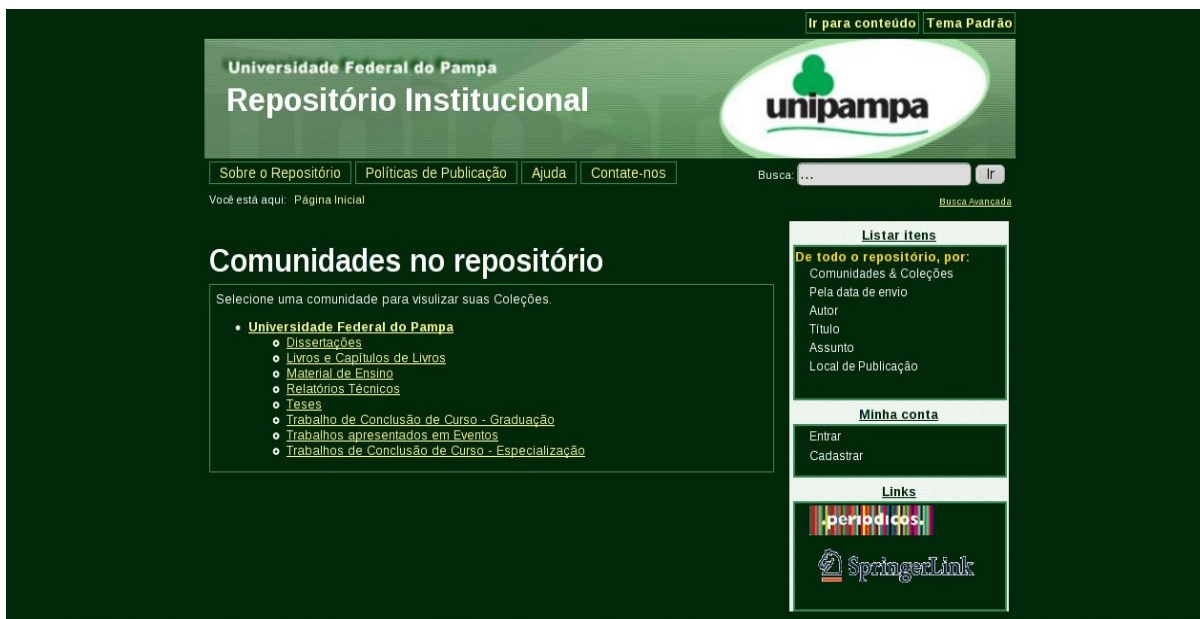 Ir para conteúdo Tema Padrão
Universidade Federal do Pampa
Repositório Institucional
unipampa
Sobre o Repositório Políticas de Publicação Ajuda Contate-nos
Busca: ... Ir
Você está aqui: Página Inicial
Busca Avançada
Comunidades no repositório
Selecione uma comunidade para visulizar suas Coleções.
Universidade Federal do Pampa
Dissertações
Livros e Capítulos de Livros
Material de Ensino
Relatórios Técnicos
Teses
Trabalho de Conclusão de Curso - Graduação
Trabalhos apresentados em Eventos
Trabalhos de Conclusão de Curso - Especialização
Listar itens
De todo o repositório, por:
Comunidades & Coleções
Pela data de envio
Autor
Título
Assunto
Local de Publicação
Minha conta
Entrar
Cadastrar
Links
.periodicos.
SpringerLink